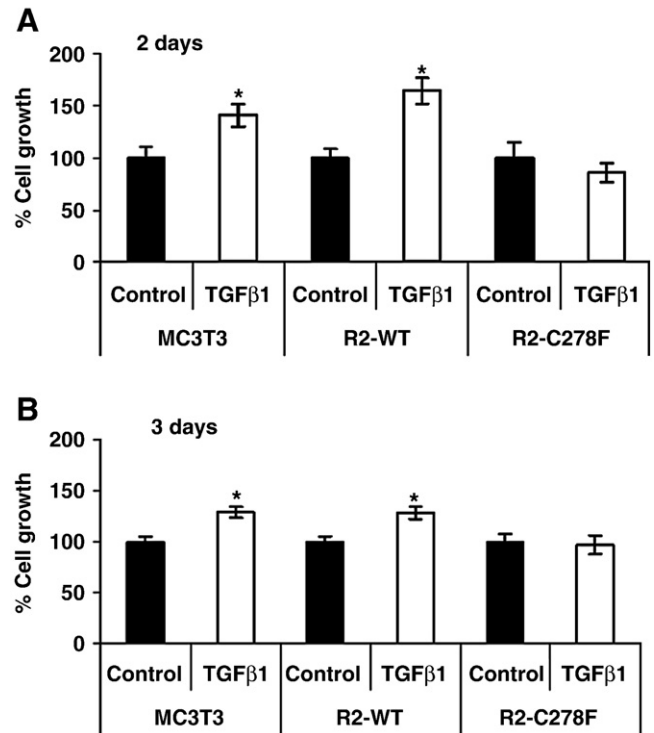 A
2 days
% Cell growth
200
*
*
150
100
50
0
Control TGFβ1 Control TGFβ1 Control TGFβ1
MC3T3 R2-WT R2-C278F
B
3 days
% Cell growth
200
150
*
*
100
50
0
Control TGFβ1 Control TGFβ1 Control TGFβ1
MC3T3 R2-WT R2-C278F